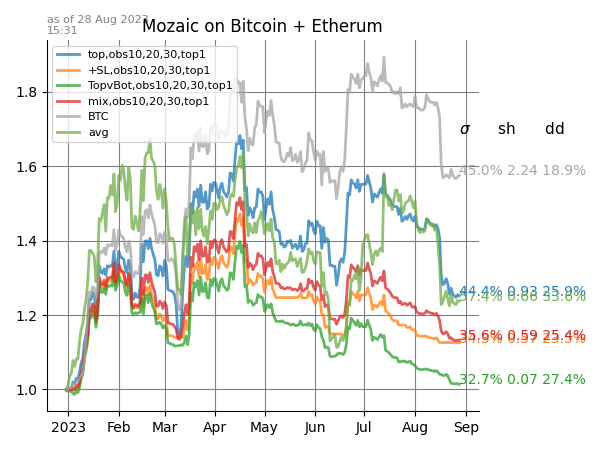 as of 28 Aug 2023
15:31
Mozaic on Bitcoin + Etherum
top,obs10,20,30,top1
+SL,obs10,20,30,top1
TopvBot,obs10,20,30,top1
mix,obs10,20,30,top1
BTC
avg
1.8
1.6
1.4
1.2
1.0
σ sh dd
45.0% 2.24 18.9%
44.4% 0.93 25.9%
35.6% 0.59 25.4%
32.7% 0.07 27.4%
2023 Feb Mar Apr May Jun Jul Aug Sep